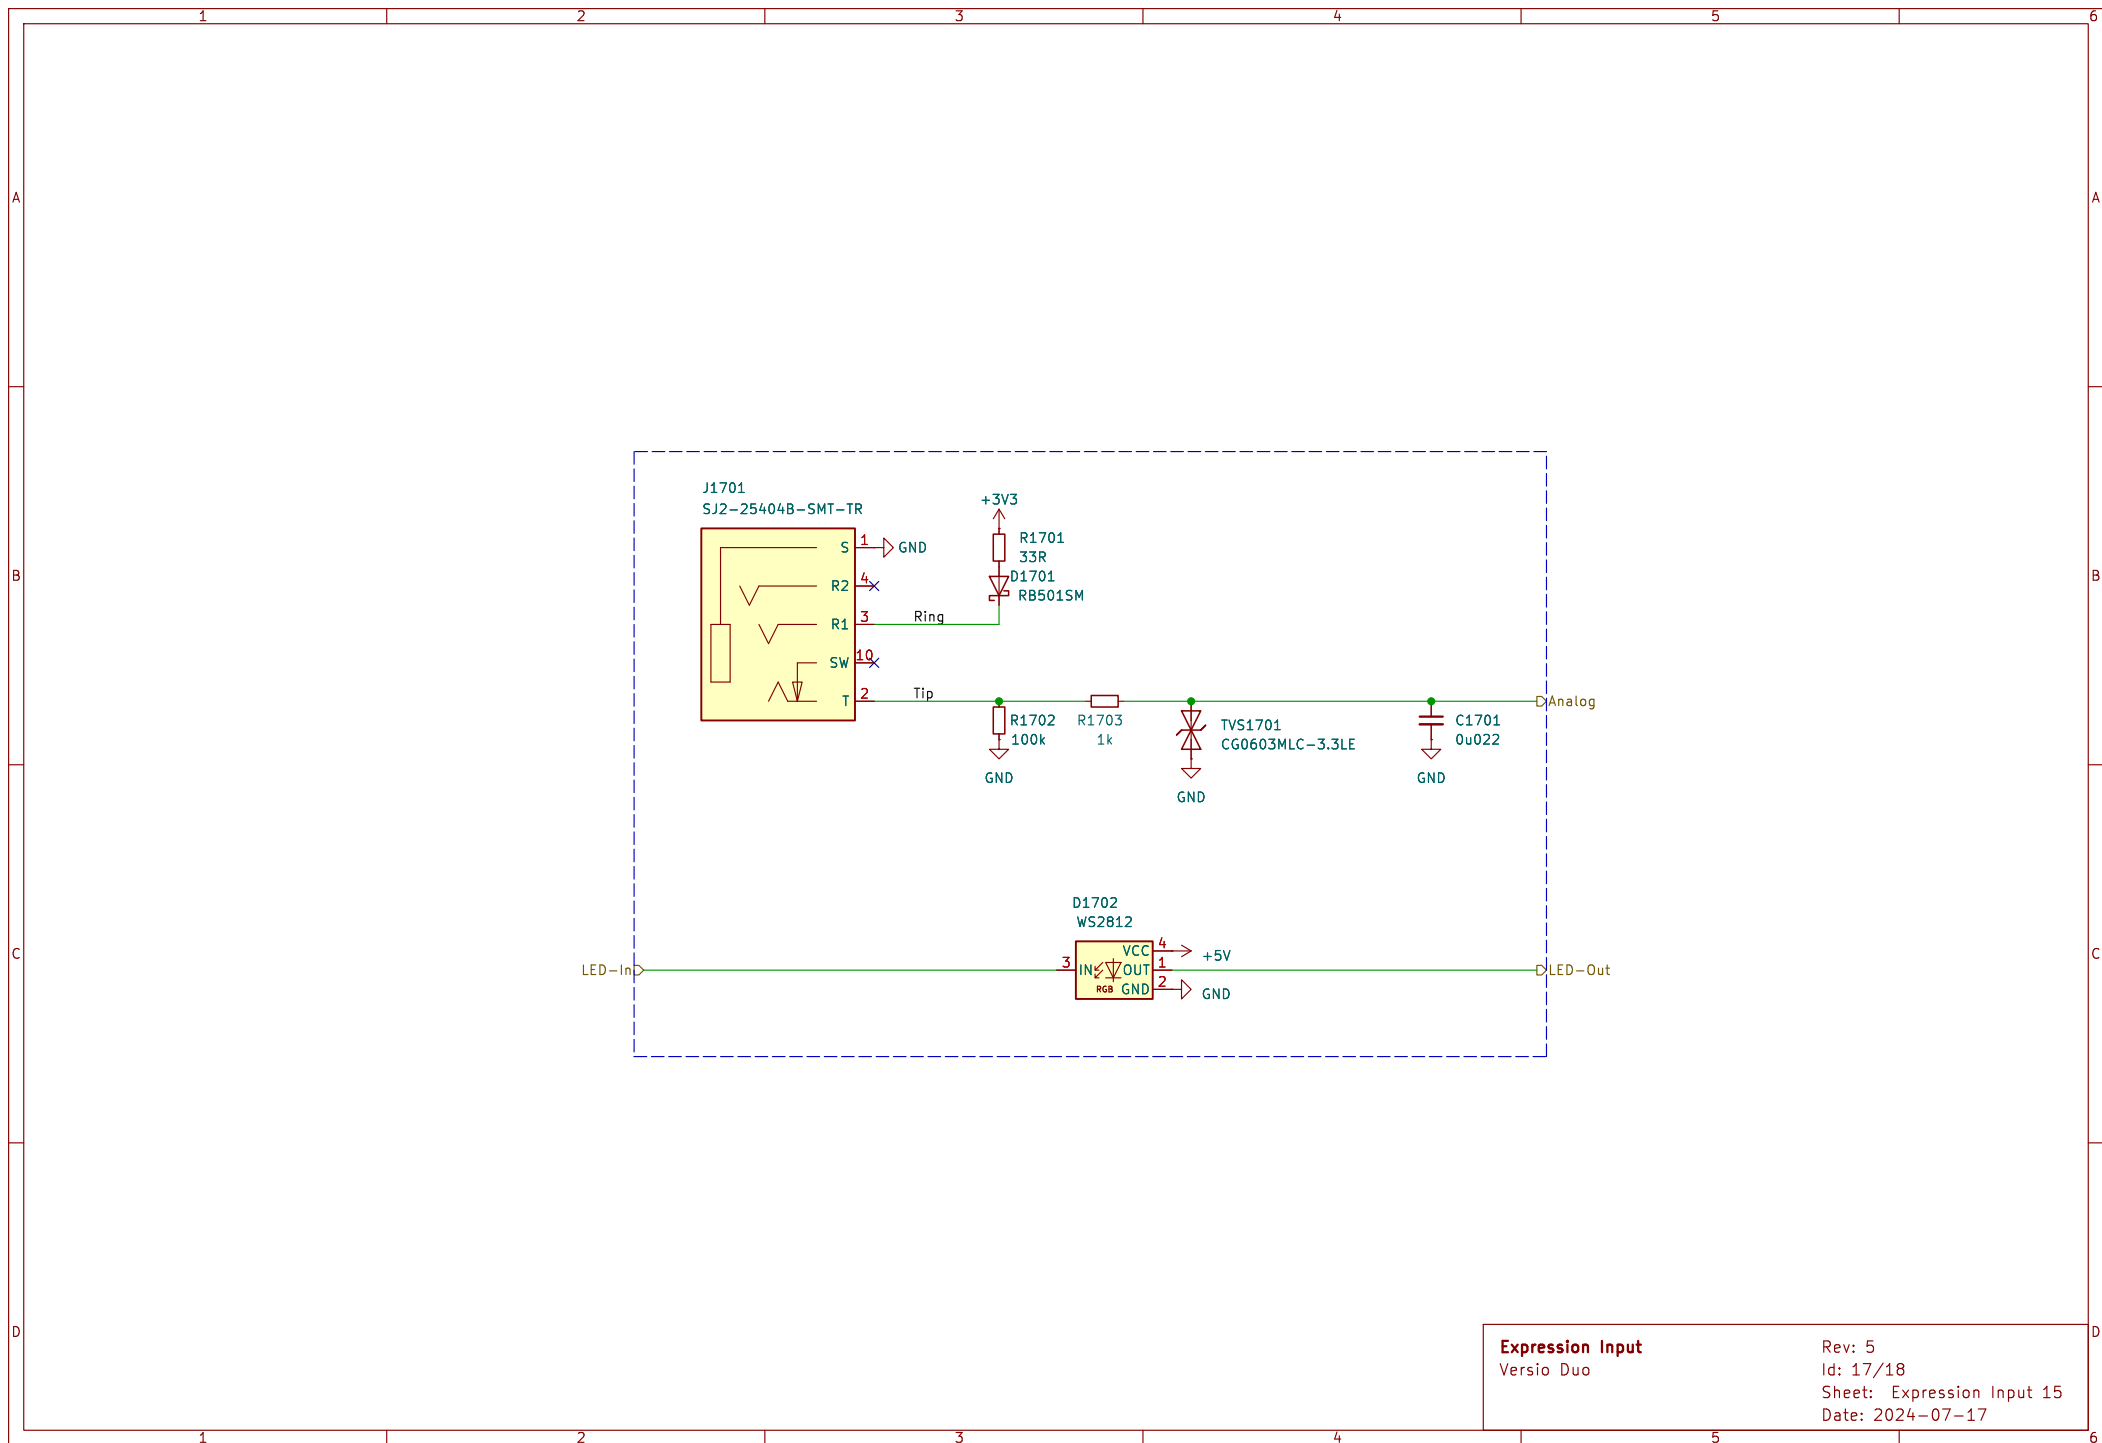 1 2 3 4 5 6
A A
B B
C C
D D
J1701
SJ2-25404B-SMT-TR
S 1 GND
R2 4
R1 3 Ring
SW 10
T 2 Tip
+3V3
R1701
33R
D1701
RB501SM
R1702
100k
GND
R1703
1k
TVS1701
CG0603MLC-3.3LE
GND
C1701
0u022
GND
Analog
D1702
WS2812
VCC 4 +5V
LED-In 3 IN OUT 1 LED-Out
RGB GND 2 GND
Expression Input
Versio Duo
Rev: 5
Id: 17/18
Sheet: Expression Input 15
Date: 2024-07-17
1 2 3 4 5 6